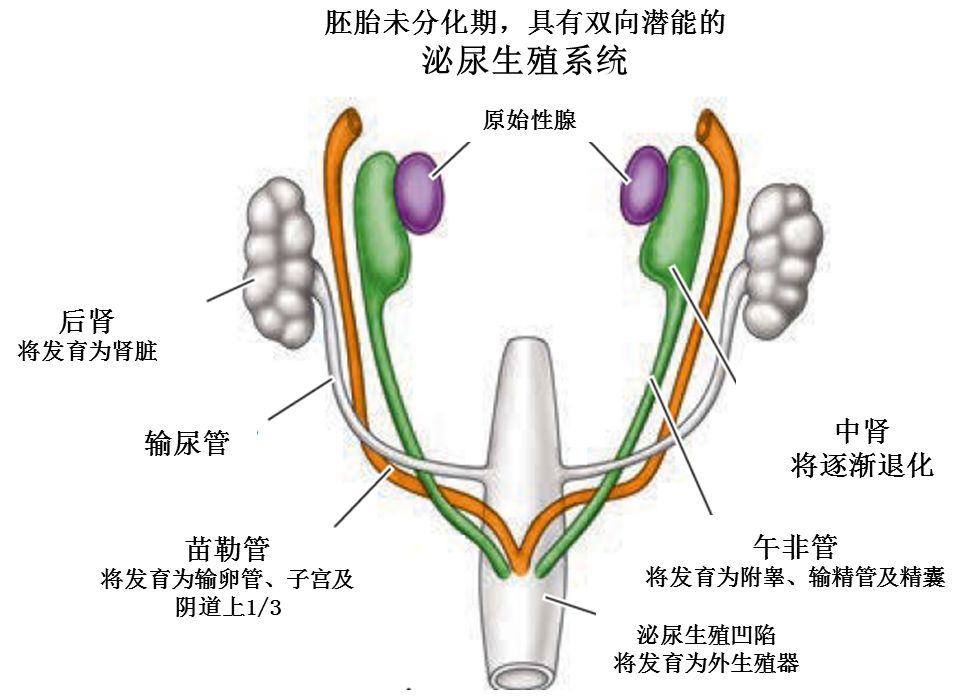 胚胎未分化期，具有双向潜能的
泌尿生殖系统
原始性腺
后肾
将发育为肾脏
输尿管
中肾
将逐渐退化
苗勒管
将发育为输卵管、子宫及
阴道上1/3
午非管
将发育为附睾、输精管及精囊
泌尿生殖凹陷
将发育为外生殖器